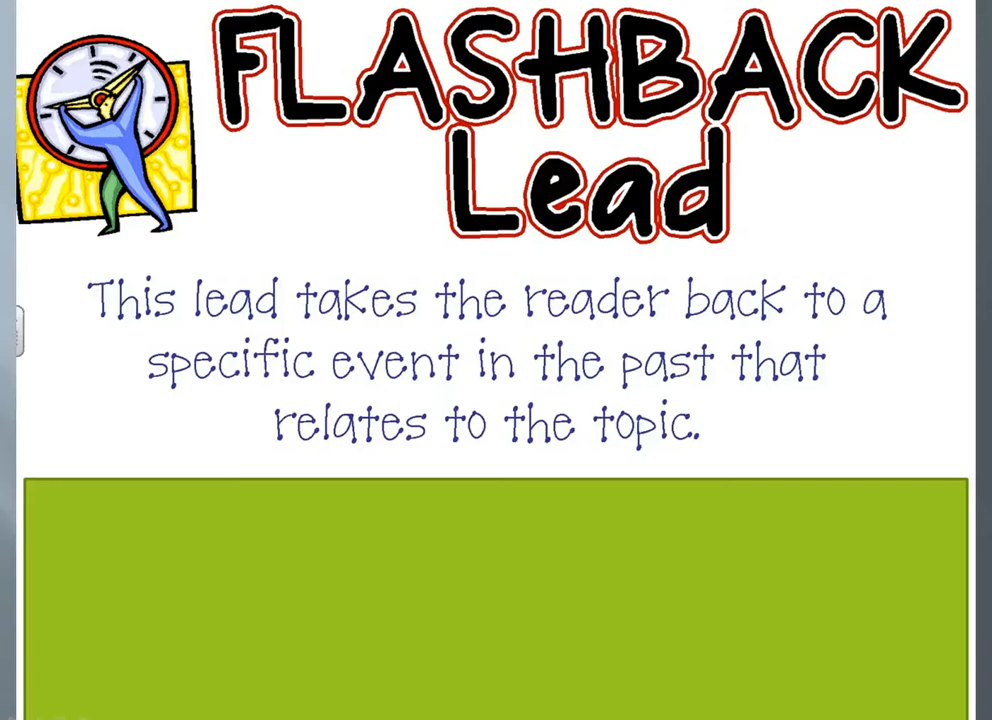 FLASHBACK
Lead
This lead takes the reader back to a
specific event in the past that
relates to the topic.